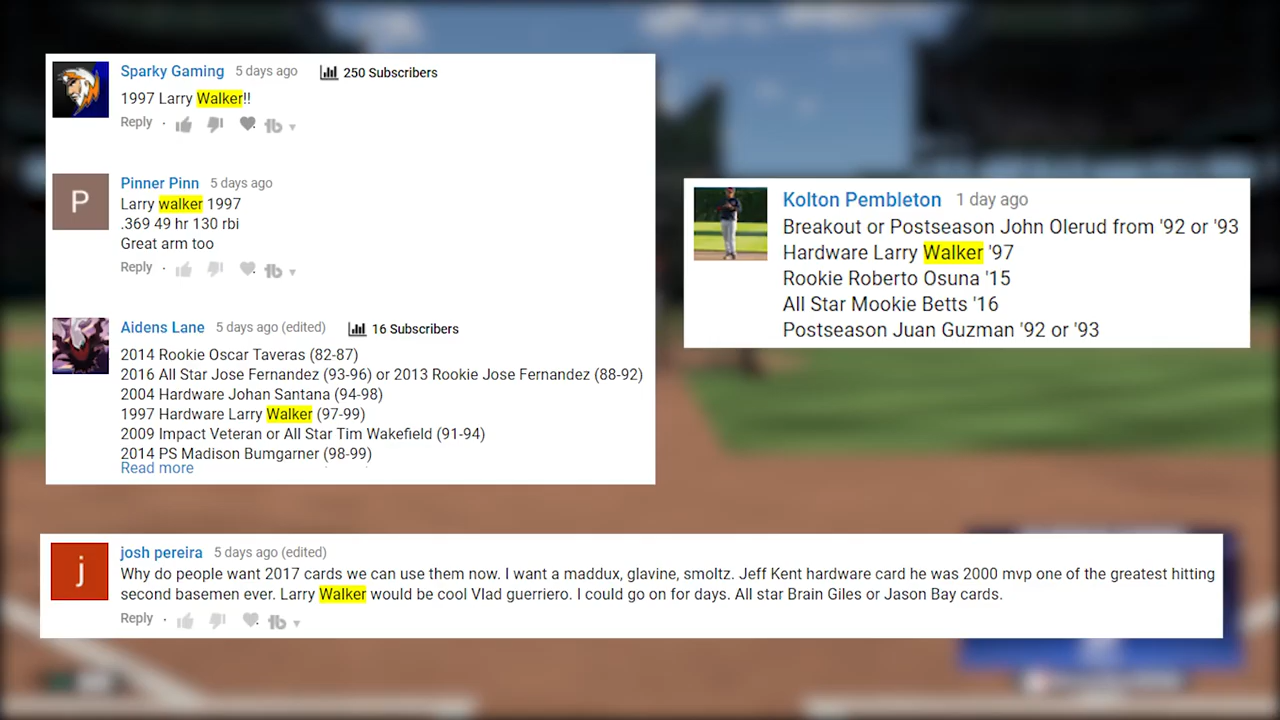 Sparky Gaming 5 days ago 250 Subscribers
1997 Larry Walker!!
Reply
Pinner Pinn 5 days ago
P
Larry walker 1997
.369 49 hr 130 rbi
Great arm too
Reply
Aidens Lane 5 days ago (edited) 16 Subscribers
2014 Rookie Oscar Taveras (82-87)
2016 All Star Jose Fernandez (93-96) or 2013 Rookie Jose Fernandez (88-92)
2004 Hardware Johan Santana (94-98)
1997 Hardware Larry Walker (97-99)
2009 Impact Veteran or All Star Tim Wakefield (91-94)
2014 PS Madison Bumgarner (98-99)
Read more
Kolton Pembleton 1 day ago
Breakout or Postseason John Olerud from '92 or '93
Hardware Larry Walker '97
Rookie Roberto Osuna '15
All Star Mookie Betts '16
Postseason Juan Guzman '92 or '93
josh pereira 5 days ago (edited)
j
Why do people want 2017 cards we can use them now. I want a maddux, glavine, smoltz. Jeff Kent hardware card he was 2000 mvp one of the greatest hitting
second basemen ever. Larry Walker would be cool Vlad guerriero. I could go on for days. All star Brain Giles or Jason Bay cards.
Reply